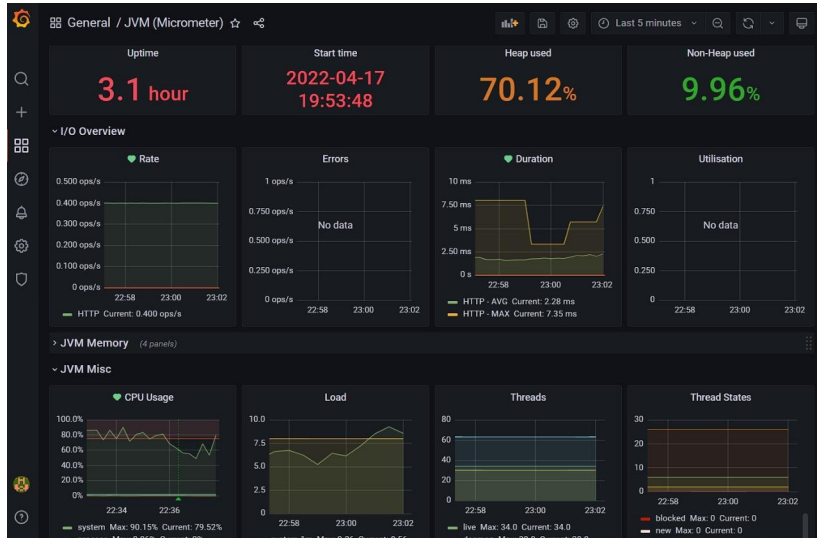 General / JVM (Micrometer)
Last 5 minutes
Uptime
Start time
Heap used
Non-Heap used
3.1 hour
2022-04-17
19:53:48
70.12%
9.96%
I/O Overview
Rate
0.500 ops/s
0.400 ops/s
0.300 ops/s
0.200 ops/s
0.100 ops/s
0 ops/s
22:58 23:00 23:02
HTTP Current: 0.400 ops/s
Errors
1 ops/s
0.750 ops/s
0.500 ops/s
0.250 ops/s
0 ops/s
No data
22:58 23:00 23:02
Duration
10 ms
7.50 ms
5 ms
2.50 ms
0 s
22:58 23:00 23:02
HTTP - AVG Current: 2.28 ms
HTTP - MAX Current: 7.35 ms
Utilisation
1
0.750
0.500
0.250
0
No data
22:58 23:00 23:02
JVM Memory (4 panels)
JVM Misc
CPU Usage
100.0%
80.0%
60.0%
40.0%
20.0%
0%
22:34 22:36
system Max: 90.15% Current: 79.52%
Load
10.0
7.5
5.0
2.5
0
22:58 23:00 23:02
Threads
80
60
40
20
0
22:58 23:00 23:02
live Max: 34.0 Current: 34.0
Thread States
30
20
10
0
22:58 23:00 23:02
blocked Max: 0 Current: 0
new Max: 0 Current: 0